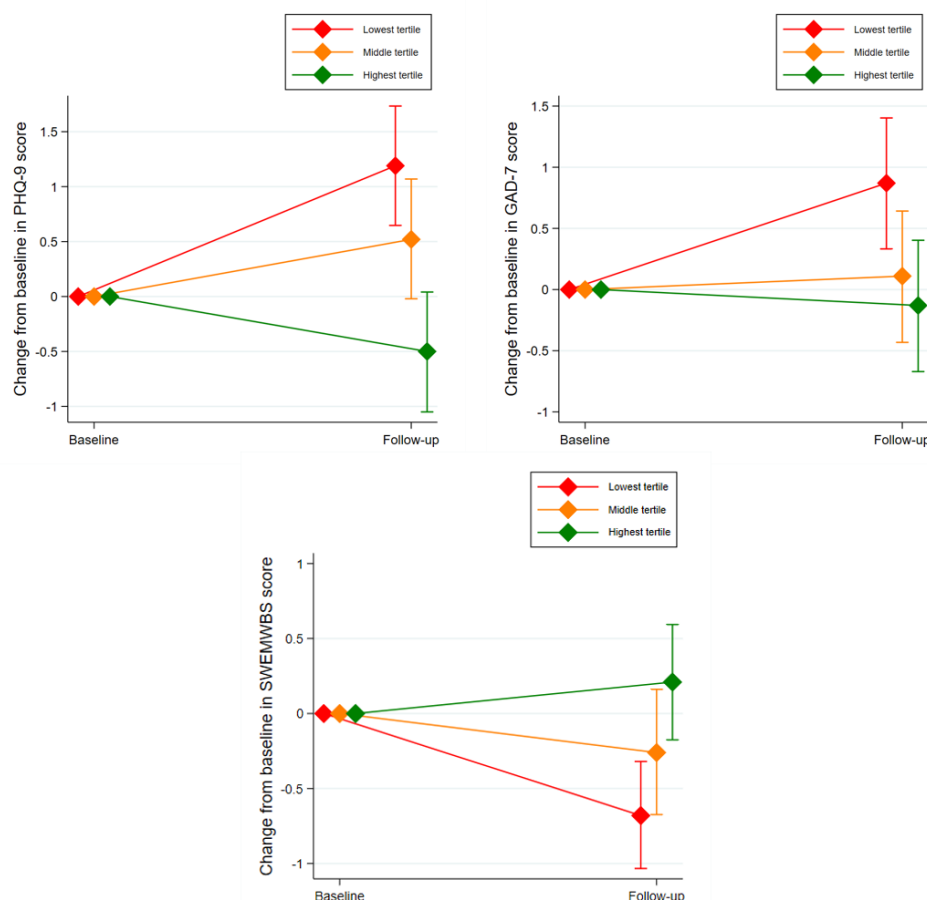 Lowest tertile
Middle tertile
Highest tertile
Change from baseline in PHQ-9 score
1.5
1
0.5
0
-0.5
-1
Baseline
Follow-up
Lowest tertile
Middle tertile
Highest tertile
Change from baseline in GAD-7 score
1.5
1
0.5
0
-0.5
-1
Baseline
Follow-up
Lowest tertile
Middle tertile
Highest tertile
Change from baseline in SWEMWBS score
1
0.5
0
-0.5
-1
Baseline
Follow-up